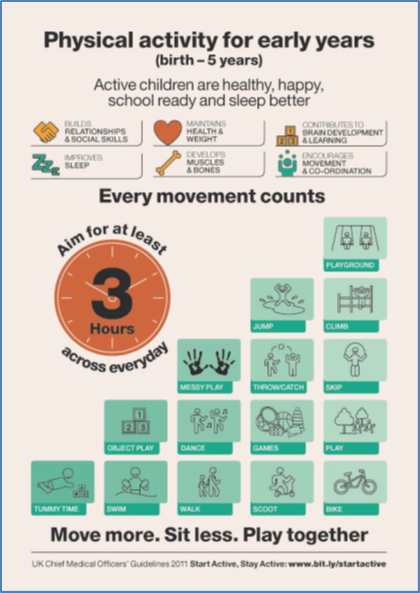 Physical activity for early years
(birth – 5 years)
Active children are healthy, happy,
school ready and sleep better
BUILDS
RELATIONSHIPS
& SOCIAL SKILLS
MAINTAINS
HEALTH &
WEIGHT
CONTRIBUTES TO
BRAIN DEVELOPMENT
& LEARNING
IMPROVES
SLEEP
DEVELOPS
MUSCLES
& BONES
ENCOURAGES
MOVEMENT
& CO-ORDINATION
Every movement counts
Aim for at least
3
Hours
across everyday
PLAYGROUND
JUMP
CLIMB
MESSY PLAY
THROW/CATCH
SKIP
OBJECT PLAY
DANCE
GAMES
PLAY
TUMMY TIME
SWIM
WALK
SCOOT
BIKE
Move more. Sit less. Play together
UK Chief Medical Officers' Guidelines 2011 Start Active, Stay Active: www.bit.ly/startactive